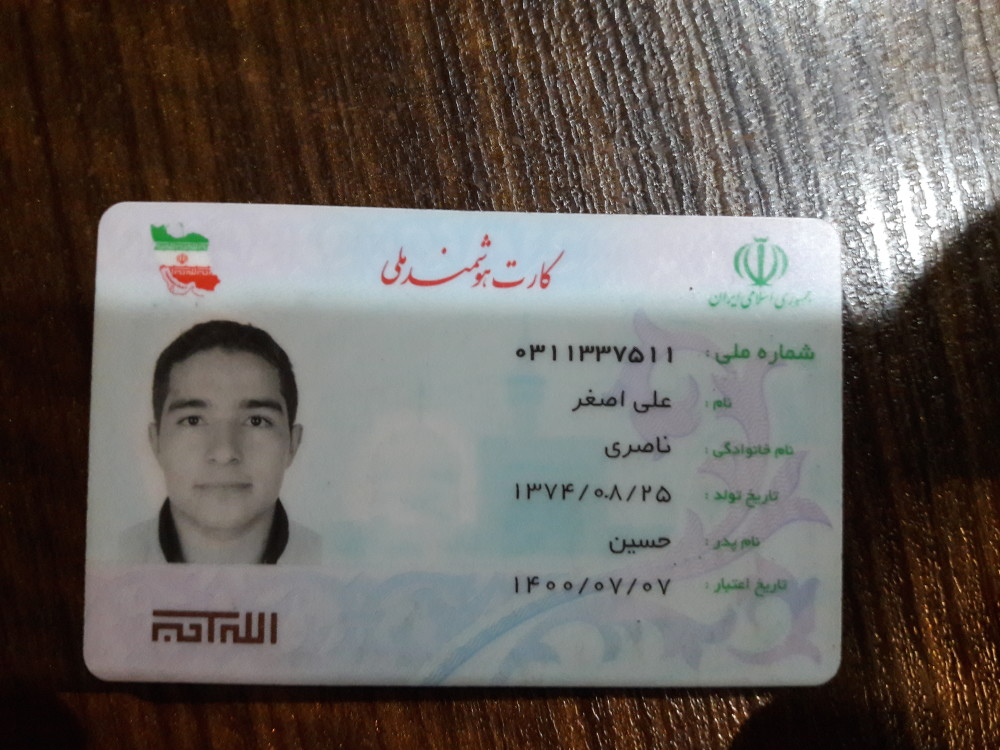 کارت هوشمند ملی
جمهوری اسلامی ایران
شماره ملی : ۰۳۱۱۳۳۷۵۱۱
نام : علی اصغر
نام خانوادگی : ناصری
تاریخ تولد : ۱۳۷۴/۰۸/۲۵
نام پدر : حسین
تاریخ اعتبار : ۱۴۰۰/۰۷/۰۷
الله اکبر